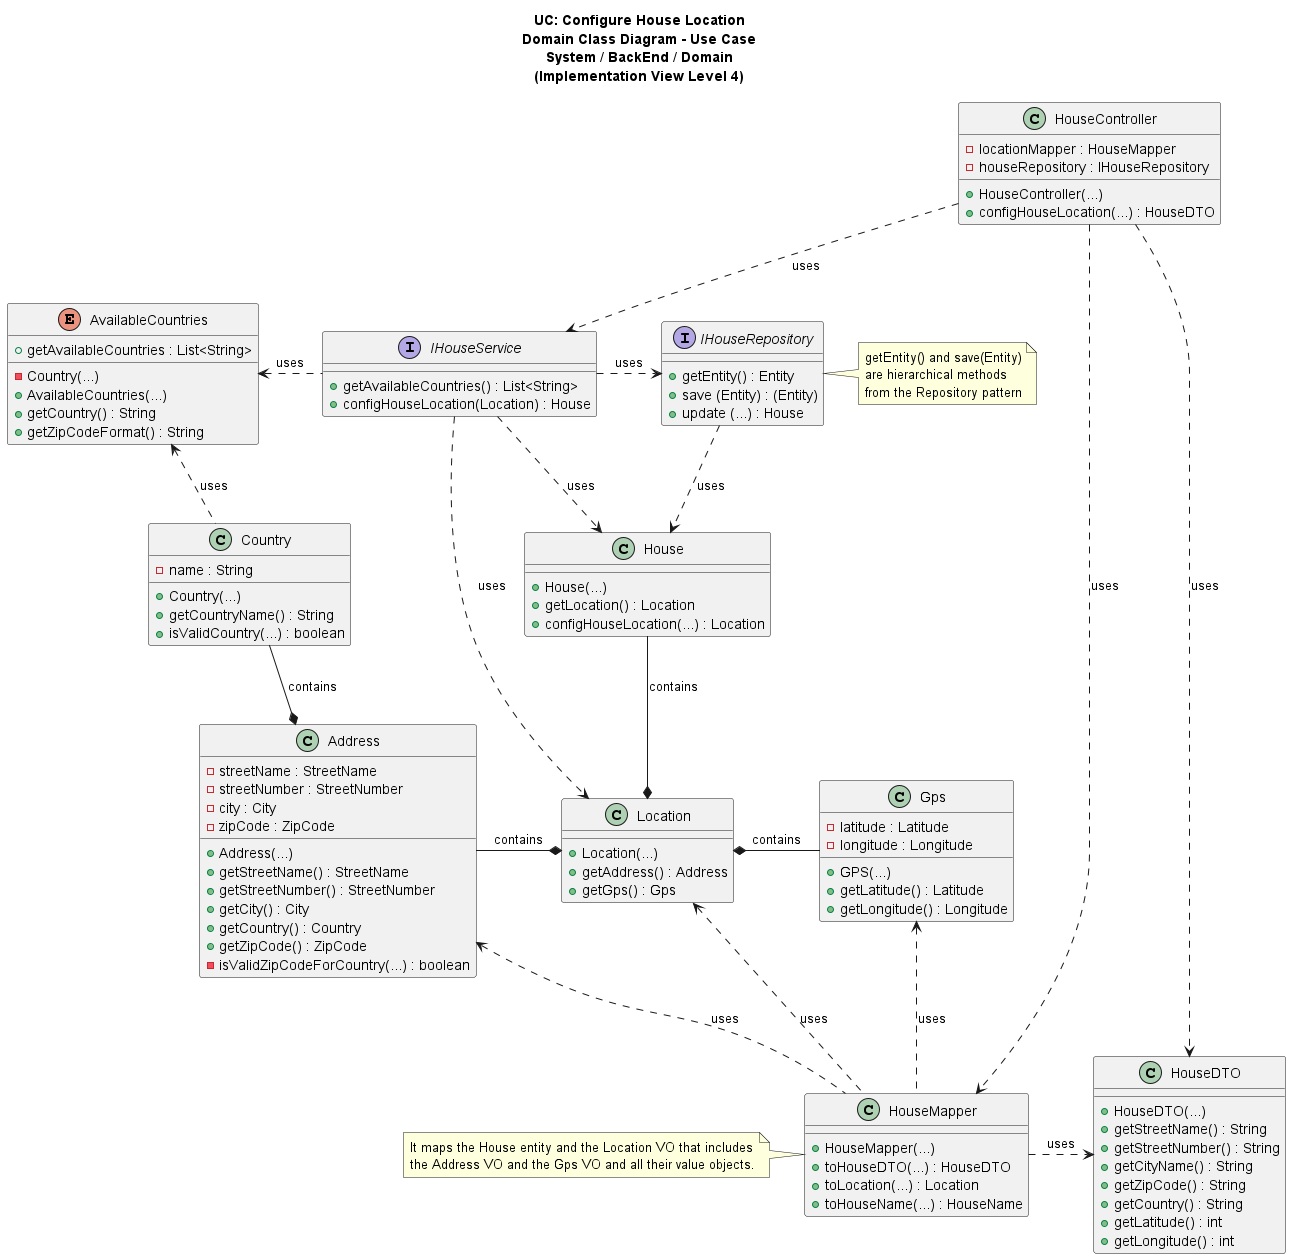 UC: Configure House Location
Domain Class Diagram - Use Case
System / BackEnd / Domain
(Implementation View Level 4)
C HouseController
locationMapper : HouseMapper
houseRepository : IHouseRepository
HouseController(...)
configHouseLocation(...) : HouseDTO
uses
E AvailableCountries
getAvailableCountries : List<String>
Country(...)
AvailableCountries(...)
getCountry() : String
getZipCodeFormat() : String
uses
I IHouseService
getAvailableCountries() : List<String>
configHouseLocation(Location) : House
uses
I IHouseRepository
getEntity() : Entity
save (Entity) : (Entity)
update (...) : House
getEntity() and save(Entity)
are hierarchical methods
from the Repository pattern
uses
uses
uses
C Country
name : String
Country(...)
getCountryName() : String
isValidCountry(...) : boolean
uses
C House
House(...)
getLocation() : Location
configHouseLocation(...) : Location
uses
uses
contains
contains
C Address
streetName : StreetName
streetNumber : StreetNumber
city : City
zipCode : ZipCode
Address(...)
getStreetName() : StreetName
getStreetNumber() : StreetNumber
getCity() : City
getCountry() : Country
getZipCode() : ZipCode
isValidZipCodeForCountry(...) : boolean
contains
C Location
Location(...)
getAddress() : Address
getGps() : Gps
contains
C Gps
latitude : Latitude
longitude : Longitude
GPS(...)
getLatitude() : Latitude
getLongitude() : Longitude
uses
uses
uses
It maps the House entity and the Location VO that includes
the Address VO and the Gps VO and all their value objects.
C HouseMapper
HouseMapper(...)
toHouseDTO(...) : HouseDTO
toLocation(...) : Location
toHouseName(...) : HouseName
uses
C HouseDTO
HouseDTO(...)
getStreetName() : String
getStreetNumber() : String
getCityName() : String
getZipCode() : String
getCountry() : String
getLatitude() : int
getLongitude() : int